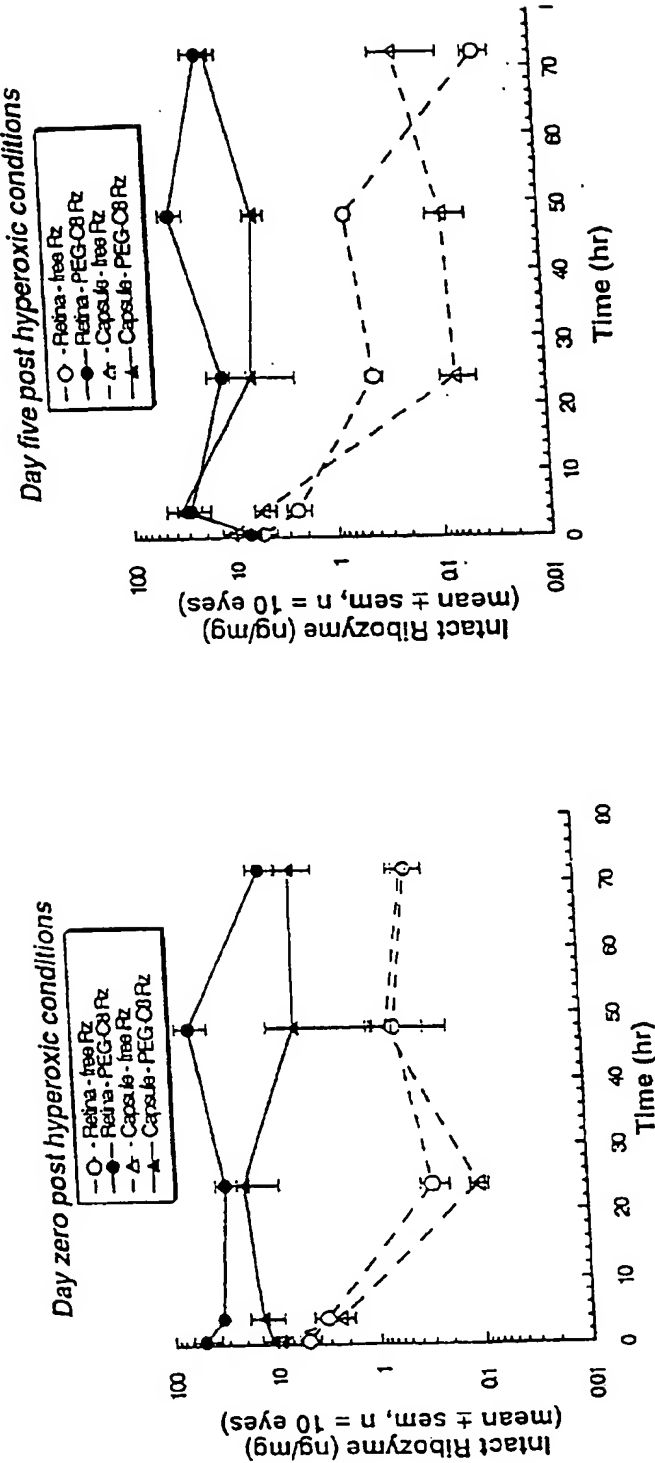 Day zero post hyperoxic conditions
- Retina - free Rz
- Retina - PEG-C8 Rz
- Capsule - free Rz
- Capsule - PEG-C8 Rz
Intact Ribozyme (ng/mg)
(mean ± sem, n = 10 eyes)
100
10
1
0.1
0.01
0
10
20
30
40
50
60
70
80
Time (hr)
Day five post hyperoxic conditions
- Retina - free Rz
- Retina - PEG-C8 Rz
- Capsule - free Rz
- Capsule - PEG-C8 Rz
Intact Ribozyme (ng/mg)
(mean ± sem, n = 10 eyes)
100
10
1
0.1
0.01
0
10
20
30
40
50
60
70
Time (hr)